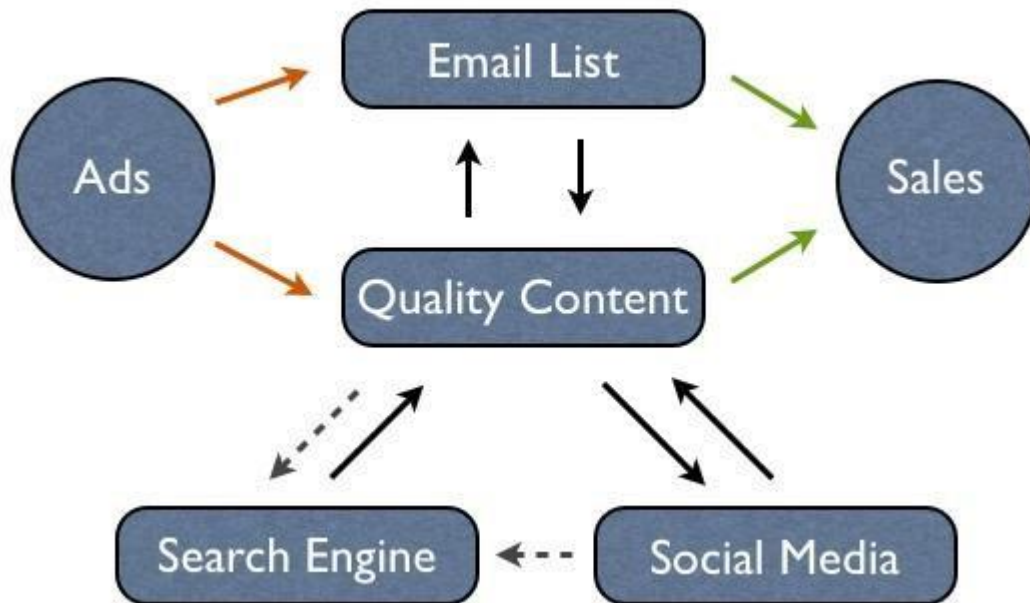 Email List
Ads
Sales
Quality Content
Search Engine
Social Media